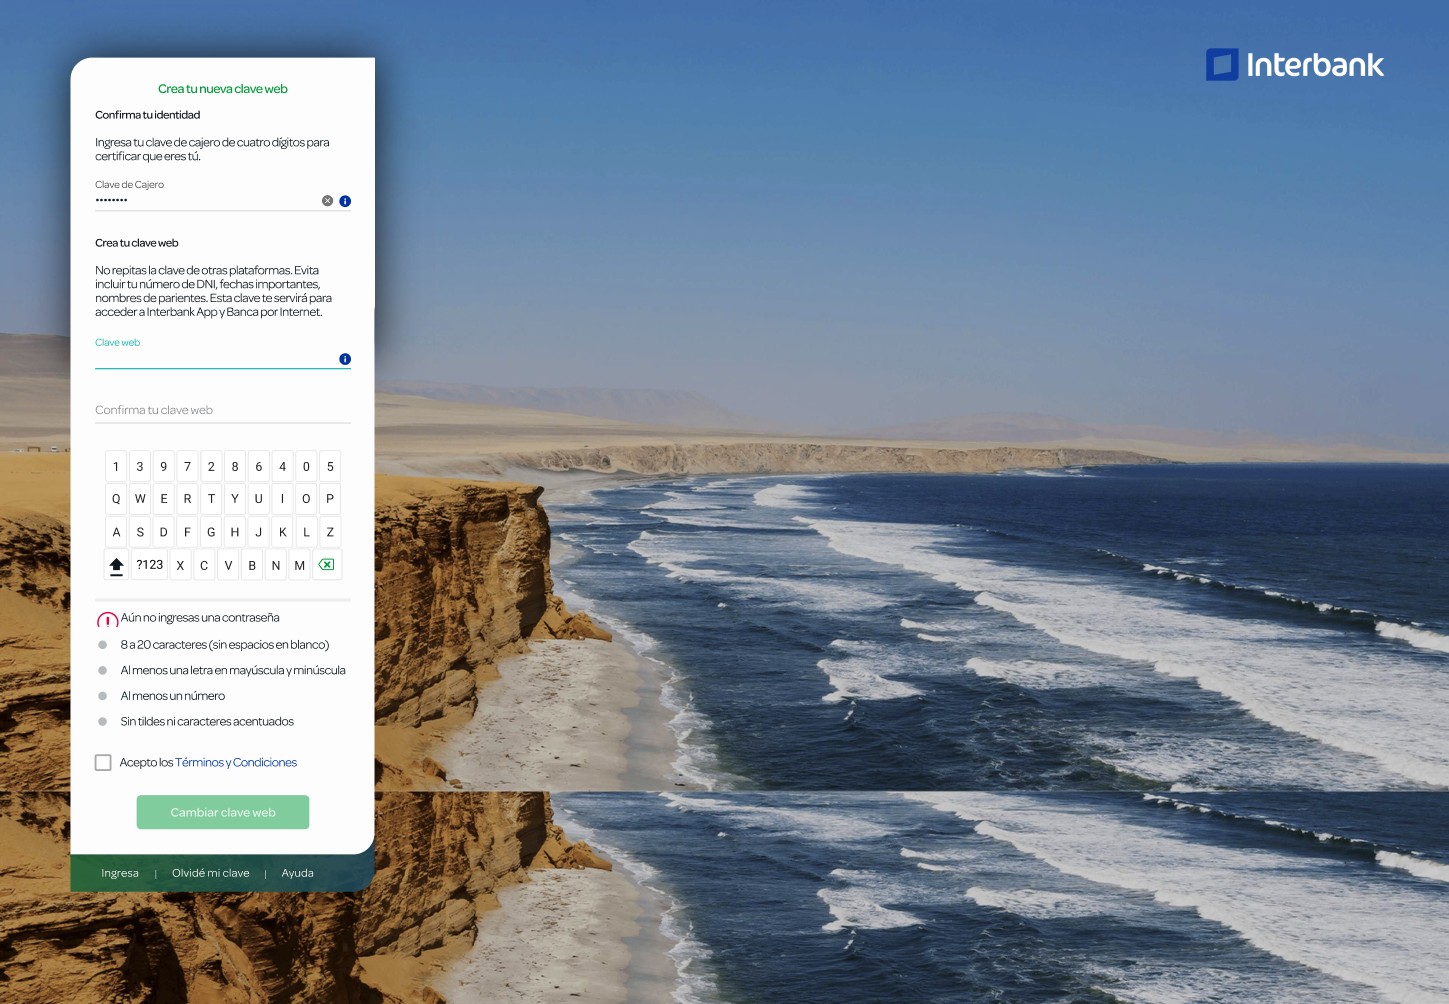 Interbank
Crea tu nueva clave web
Confirma tu identidad
Ingresa tu clave de cajero de cuatro dígitos para
certificar que eres tú.
Clave de Cajero
••••••••
Crea tu clave web
No repitas la clave de otras plataformas. Evita
incluir tu número de DNI, fechas importantes,
nombres de parientes. Esta clave te servirá para
acceder a Interbank App y Banca por Internet.
Clave web
Confirma tu clave web
1 3 9 7 2 8 6 4 0 5
Q W E R T Y U I O P
A S D F G H J K L Z
?123 X C V B N M
Aún no ingresas una contraseña
8 a 20 caracteres (sin espacios en blanco)
Al menos una letra en mayúscula y minúscula
Al menos un número
Sin tildes ni caracteres acentuados
Acepto los Términos y Condiciones
Cambiar clave web
Ingresa | Olvidé mi clave | Ayuda